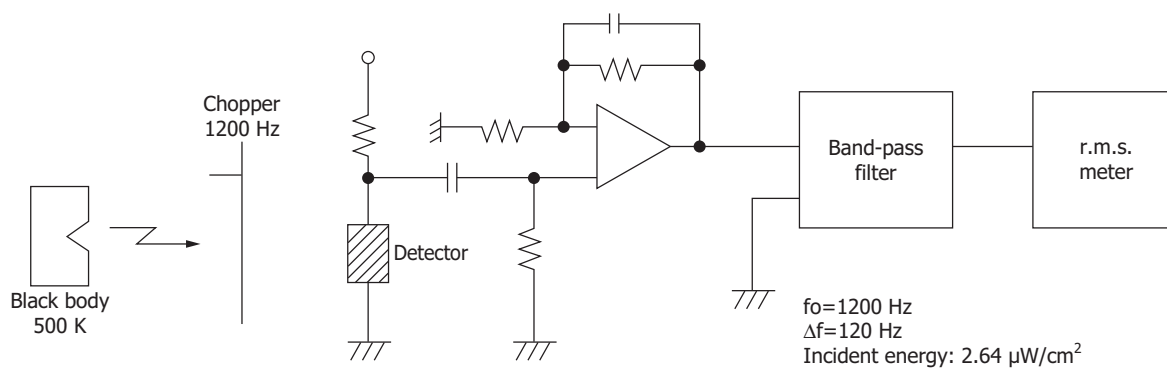 Chopper
1200 Hz
Black body
500 K
Detector
Band-pass
filter
r.m.s.
meter
fo=1200 Hz
Δf=120 Hz
Incident energy: 2.64 μW/cm²